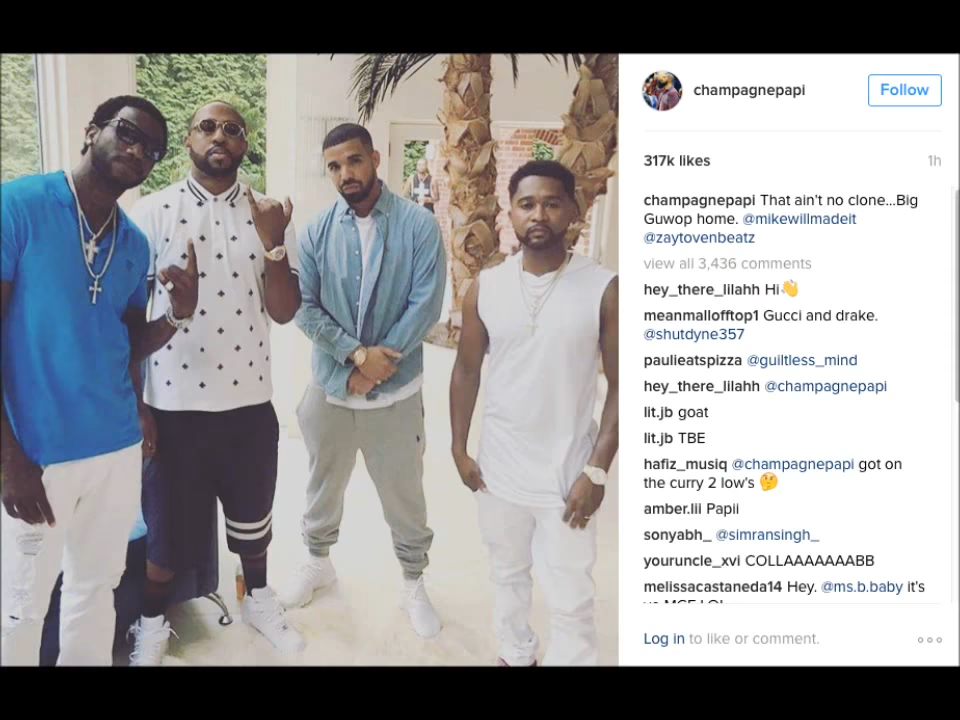 champagnepapi
Follow
317k likes
1h
champagnepapi That ain't no clone...Big
Guwop home. @mikewillmadeit
@zaytovenbeatz
view all 3,436 comments
hey_there_lilahh Hi👋
meanmallofftop1 Gucci and drake.
@shutdyne357
paulieatspizza @guiltless_mind
hey_there_lilahh @champagnepapi
lit.jb goat
lit.jb TBE
hafiz_musiq @champagnepapi got on
the curry 2 low's 🤔
amber.lii Papii
sonyabh_ @simransingh_
youruncle_xvi COLLAAAAAAABB
melissacastaneda14 Hey. @ms.b.baby it's
Log in to like or comment.